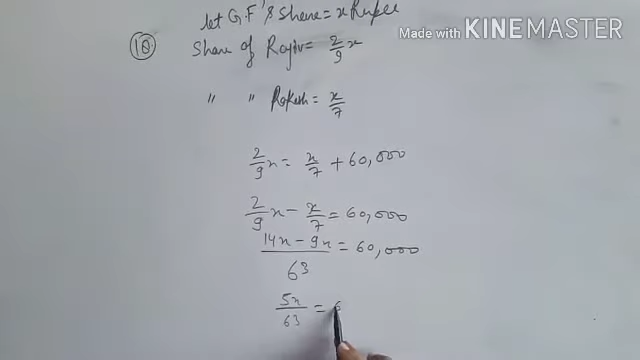 let G.F's Share = x Rupee
Made with KINEMASTER
(10) Share of Rajiv = 2/9 x
" " Rakesh = x/7
2/9 x = x/7 + 60,000
2/9 x - x/7 = 60,000
14x - 9x / 63 = 60,000
5x/63 = 6